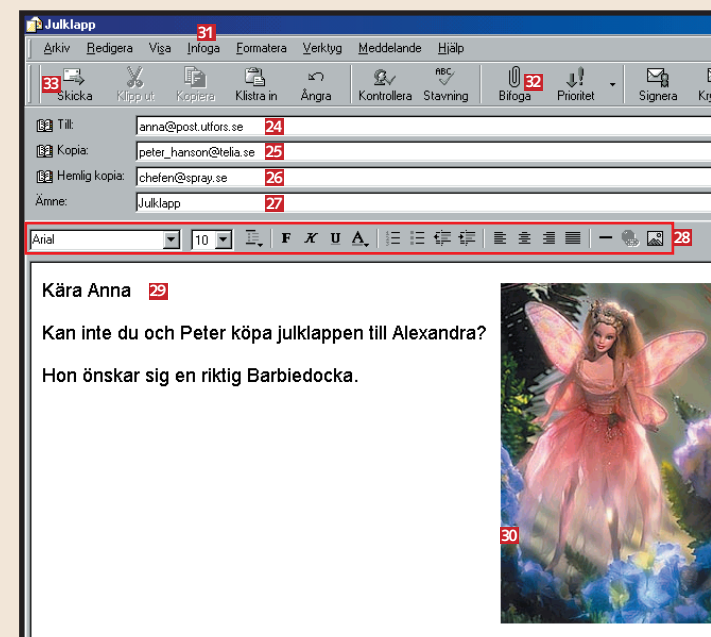 Julklapp
31
Arkiv Redigera Visa Infoga Formatera Verktyg Meddelande Hjälp
33 Skicka Klipp ut Kopiera Klistra in Ångra Kontrollera ABC Stavning Bifoga 32 Prioritet Signera
Till: anna@post.utfors.se 24
Kopia: peter_hanson@telia.se 25
Hemlig kopia: chefen@spray.se 26
Ämne: Julklapp 27
Arial 10 F K U A 28
Kära Anna 29
Kan inte du och Peter köpa julklappen till Alexandra?
Hon önskar sig en riktig Barbiedocka.
30